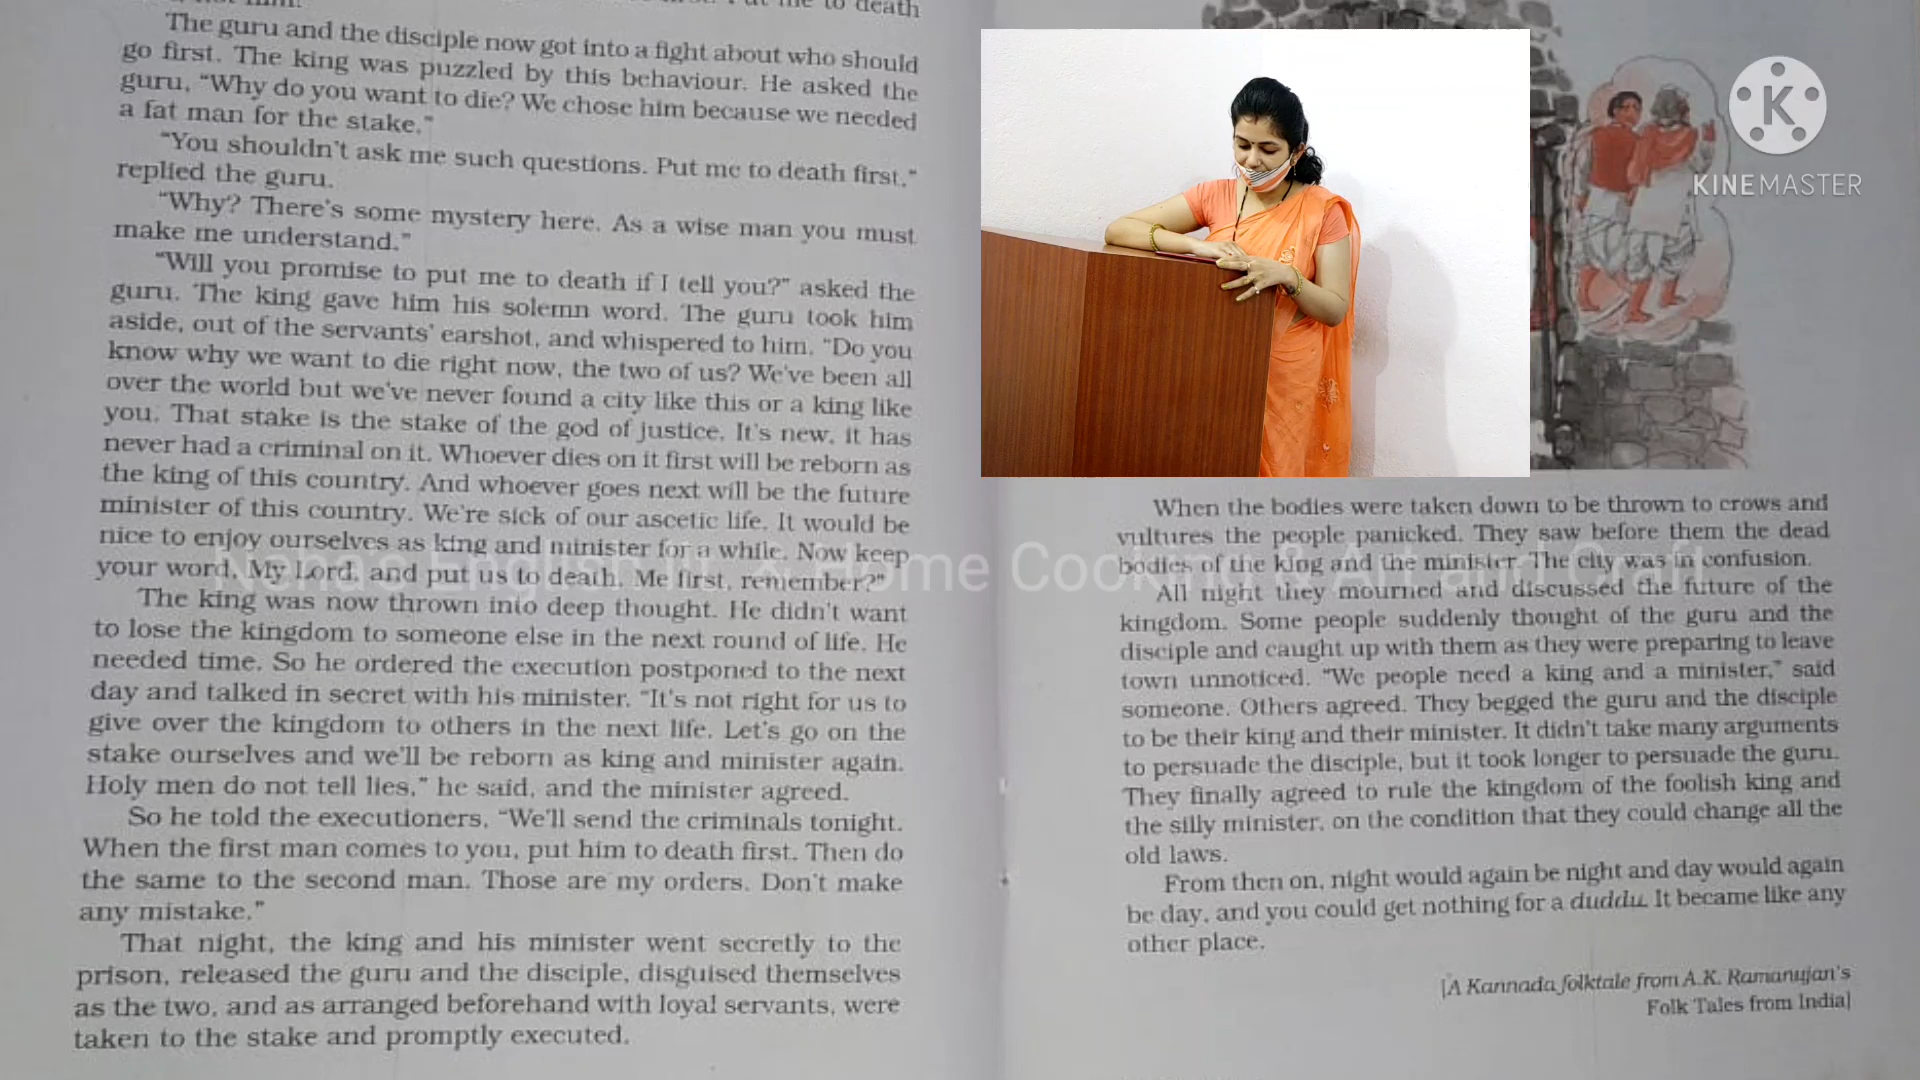 to death
The guru and the disciple now got into a fight about who should
go first. The king was puzzled by this behaviour. He asked the
guru, “Why do you want to die? We chose him because we needed
a fat man for the stake.”
“You shouldn't ask me such questions. Put me to death first,”
replied the guru.
“Why? There's some mystery here. As a wise man you must
make me understand.”
“Will you promise to put me to death if I tell you?” asked the
guru. The king gave him his solemn word. The guru took him
aside, out of the servants' earshot, and whispered to him, “Do you
know why we want to die right now, the two of us? We've been all
over the world but we've never found a city like this or a king like
you. That stake is the stake of the god of justice. It's new, it has
never had a criminal on it. Whoever dies on it first will be reborn as
the king of this country. And whoever goes next will be the future
minister of this country. We're sick of our ascetic life. It would be
nice to enjoy ourselves as king and minister for a while. Now keep
your word, My Lord, and put us to death. Me first, remember?”
The king was now thrown into deep thought. He didn't want
to lose the kingdom to someone else in the next round of life. He
needed time. So he ordered the execution postponed to the next
day and talked in secret with his minister. “It's not right for us to
give over the kingdom to others in the next life. Let's go on the
stake ourselves and we'll be reborn as king and minister again.
Holy men do not tell lies,” he said, and the minister agreed.
So he told the executioners, “We'll send the criminals tonight.
When the first man comes to you, put him to death first. Then do
the same to the second man. Those are my orders. Don't make
any mistake.”
That night, the king and his minister went secretly to the
prison, released the guru and the disciple, disguised themselves
as the two, and as arranged beforehand with loyal servants, were
taken to the stake and promptly executed.
KINEMASTER
When the bodies were taken down to be thrown to crows and
vultures the people panicked. They saw before them the dead
bodies of the king and the minister. The city was in confusion.
All night they mourned and discussed the future of the
kingdom. Some people suddenly thought of the guru and the
disciple and caught up with them as they were preparing to leave
town unnoticed. “We people need a king and a minister,” said
someone. Others agreed. They begged the guru and the disciple
to be their king and their minister. It didn't take many arguments
to persuade the disciple, but it took longer to persuade the guru.
They finally agreed to rule the kingdom of the foolish king and
the silly minister, on the condition that they could change all the
old laws.
From then on, night would again be night and day would again
be day, and you could get nothing for a duddu. It became like any
other place.
[A Kannada folktale from A.K. Ramanujan's
Folk Tales from India]
English & Home Cooking & Art and Craft